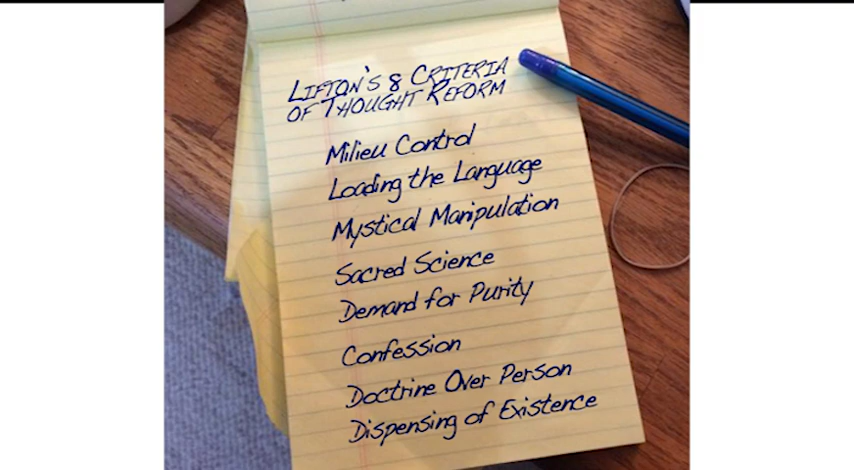 LIFTON'S 8 CRITERIA
OF THOUGHT REFORM
Milieu Control
Loading the Language
Mystical Manipulation
Sacred Science
Demand for Purity
Confession
Doctrine Over Person
Dispensing of Existence